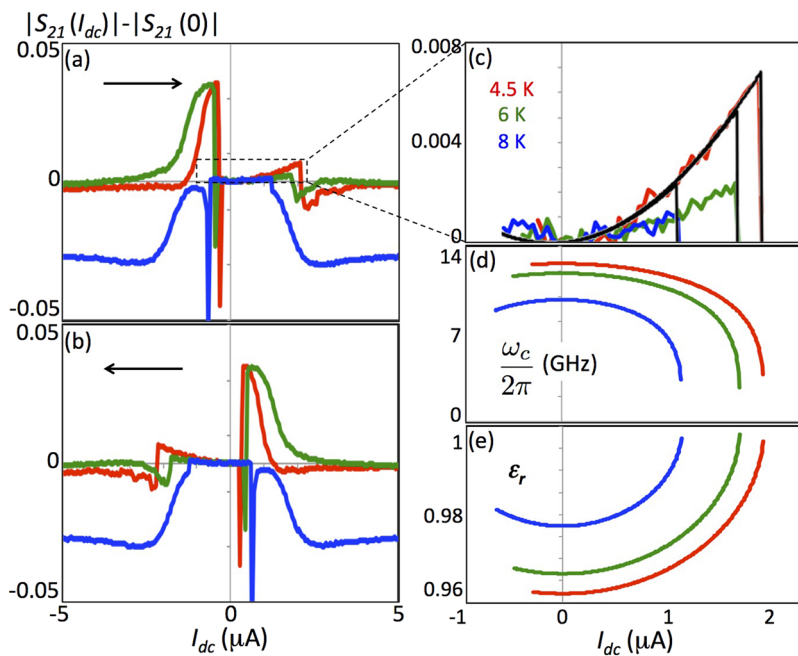 |S21(Idc)|-|S21(0)|
0.05
(a)
0
-0.05
0.05
(b)
0
-0.05
-5
0
5
Idc (μA)
0.008
(c)
4.5 K
6 K
8 K
0.004
0
14
(d)
7
ωc/2π (GHz)
0
1
(e)
εr
0.98
0.96
-1
0
1
2
Idc (μA)